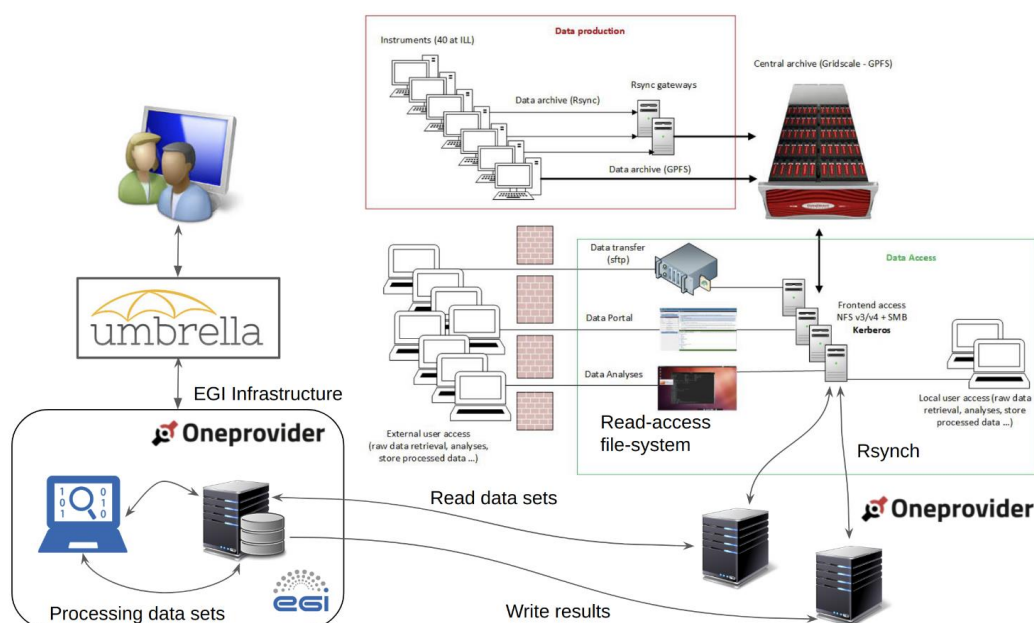 Data production
Instruments (40 at ILL)
Rsync gateways
Data archive (Rsync)
Data archive (GPFS)
Central archive (Gridscale - GPFS)
umbrella
EGI Infrastructure
Data transfer
(sftp)
Data Access
Data Portal
Data Analyses
Frontend access
NFS v3/v4 + SMB
Kerberos
External user access
(raw data retrieval, analyses,
store processed data ...)
Read-access
file-system
Local user access (raw data
retrieval, analyses, store
processed data ...)
Rsynch
Oneprovider
101
010
Read data sets
Oneprovider
egi
Processing data sets
Write results